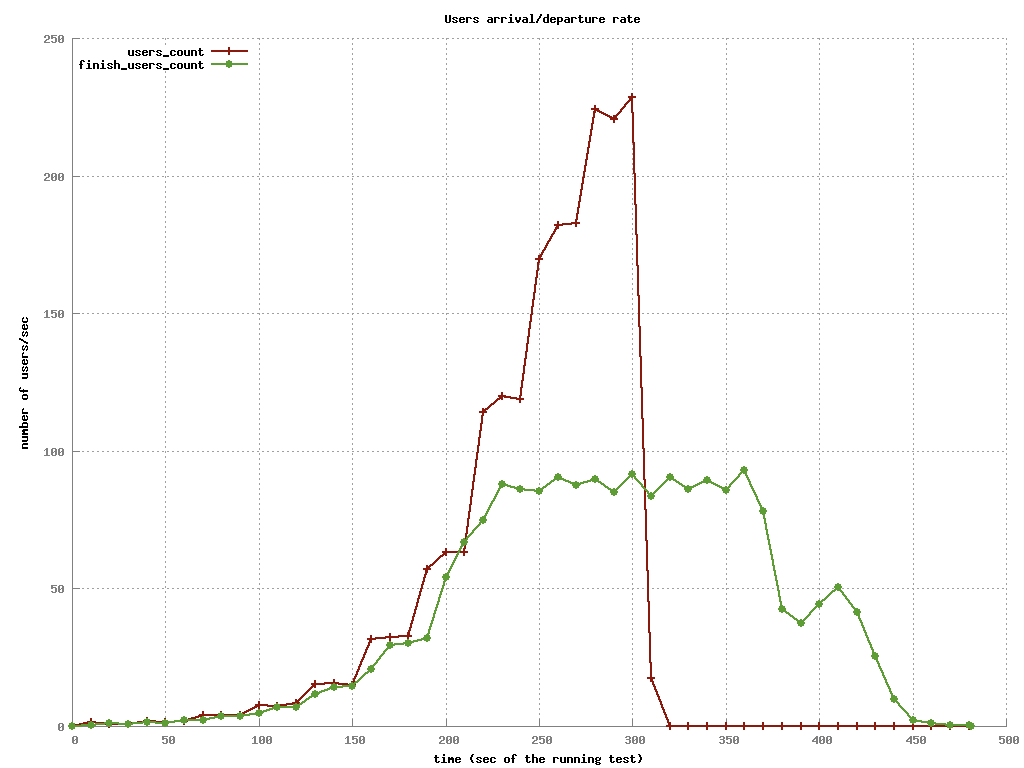 Users arrival/departure rate
users_count
finish_users_count
250
200
150
100
50
0
number of users/sec
0 50 100 150 200 250 300 350 400 450 500
time (sec of the running test)